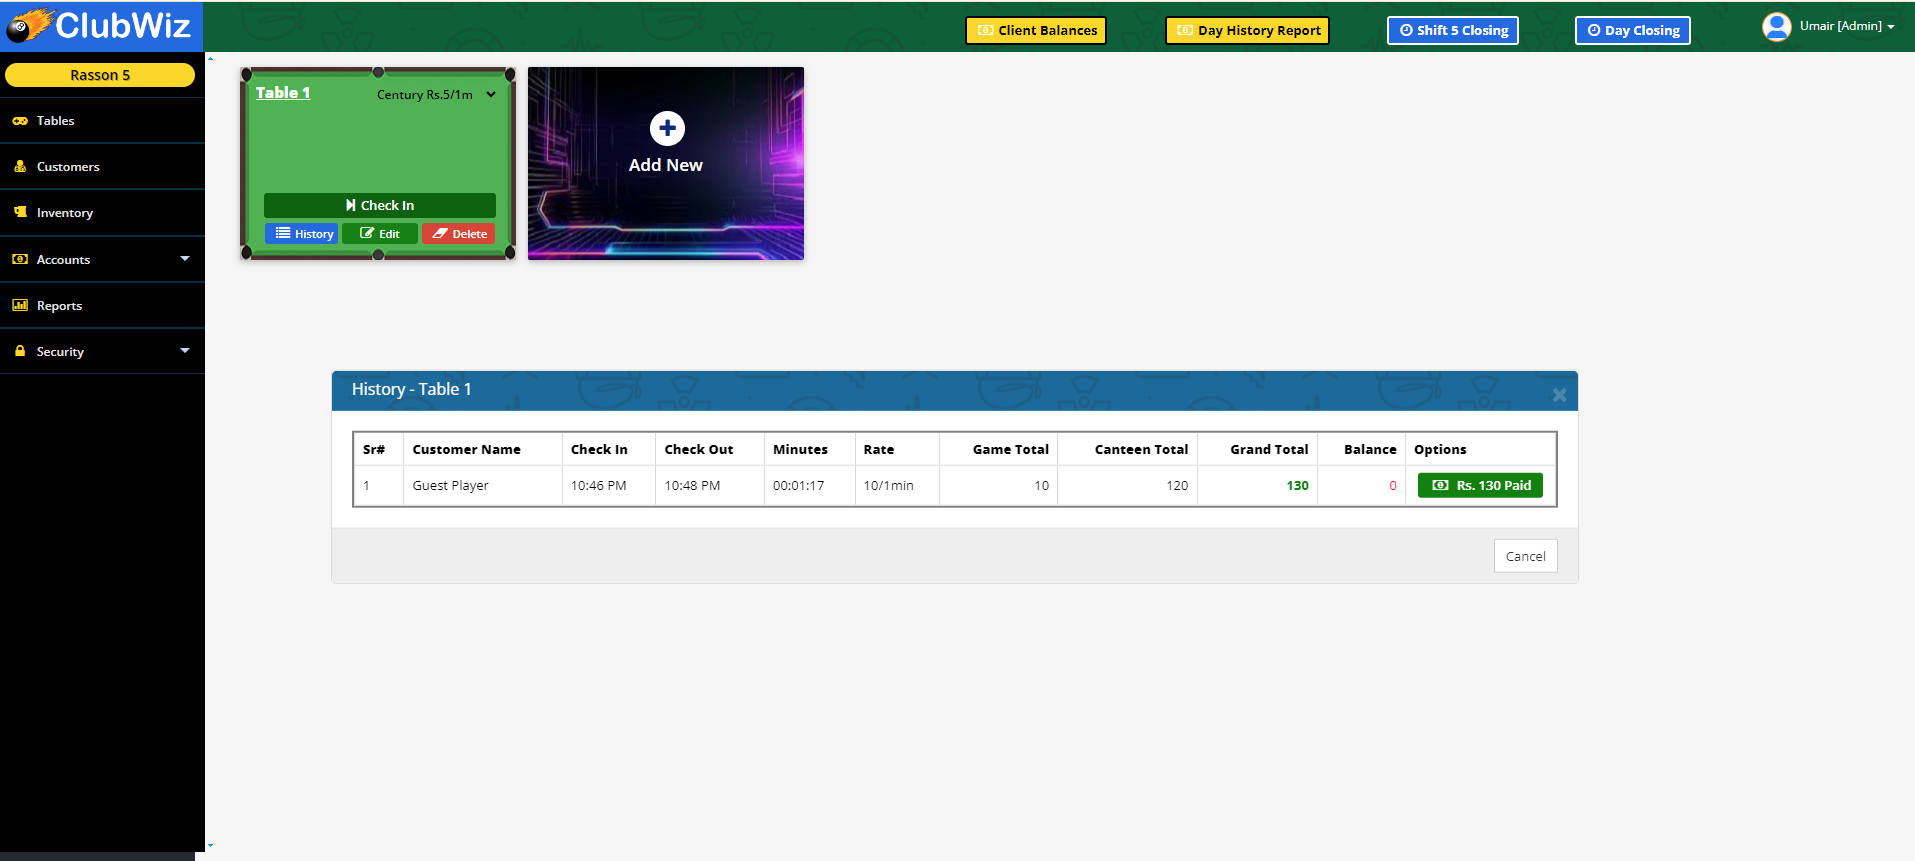 ClubWiz
Client Balances
Day History Report
Shift 5 Closing
Day Closing
Umair [Admin]
Rasson 5
Tables
Customers
Inventory
Accounts
Reports
Security
Table 1
Century Rs.5/1m
Check In
History
Edit
Delete
Add New
History - Table 1
Sr# Customer Name Check In Check Out Minutes Rate Game Total Canteen Total Grand Total Balance Options
1 Guest Player 10:46 PM 10:48 PM 00:01:17 10/1min 10 120 130 0 Rs. 130 Paid
Cancel